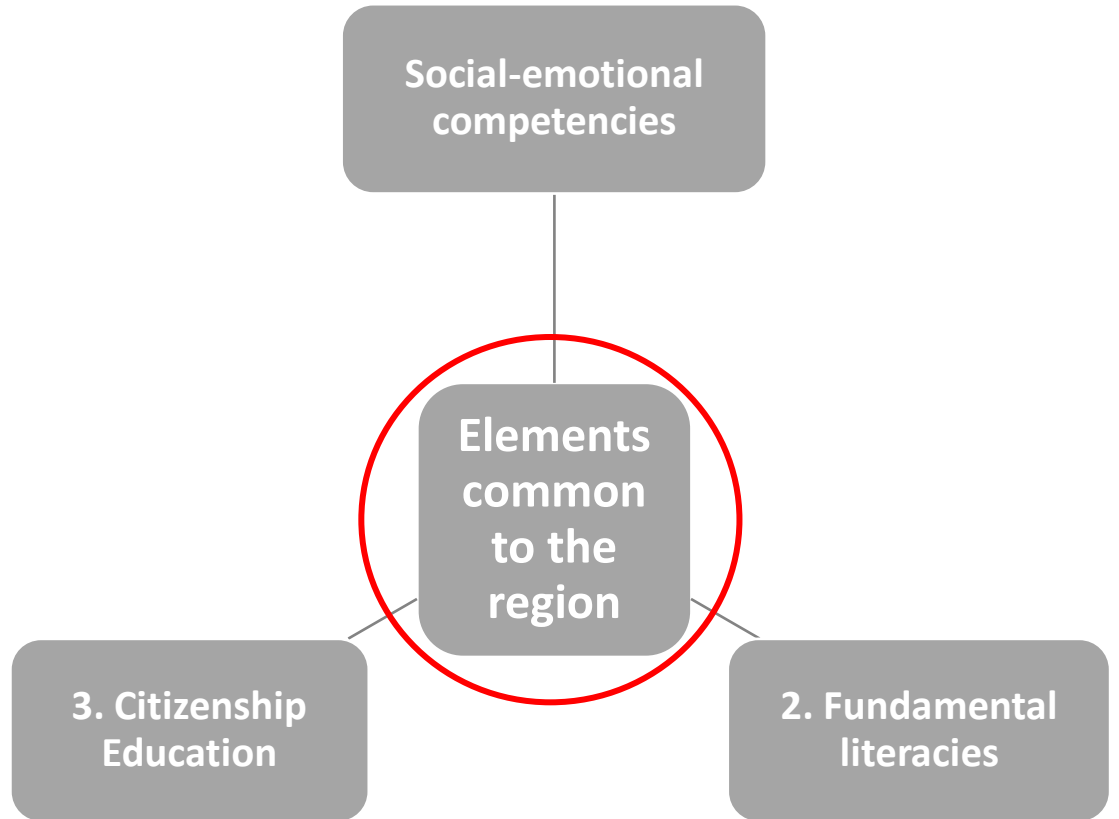 Social-emotional
competencies
Elements
common
to the
region
3. Citizenship
Education
2. Fundamental
literacies